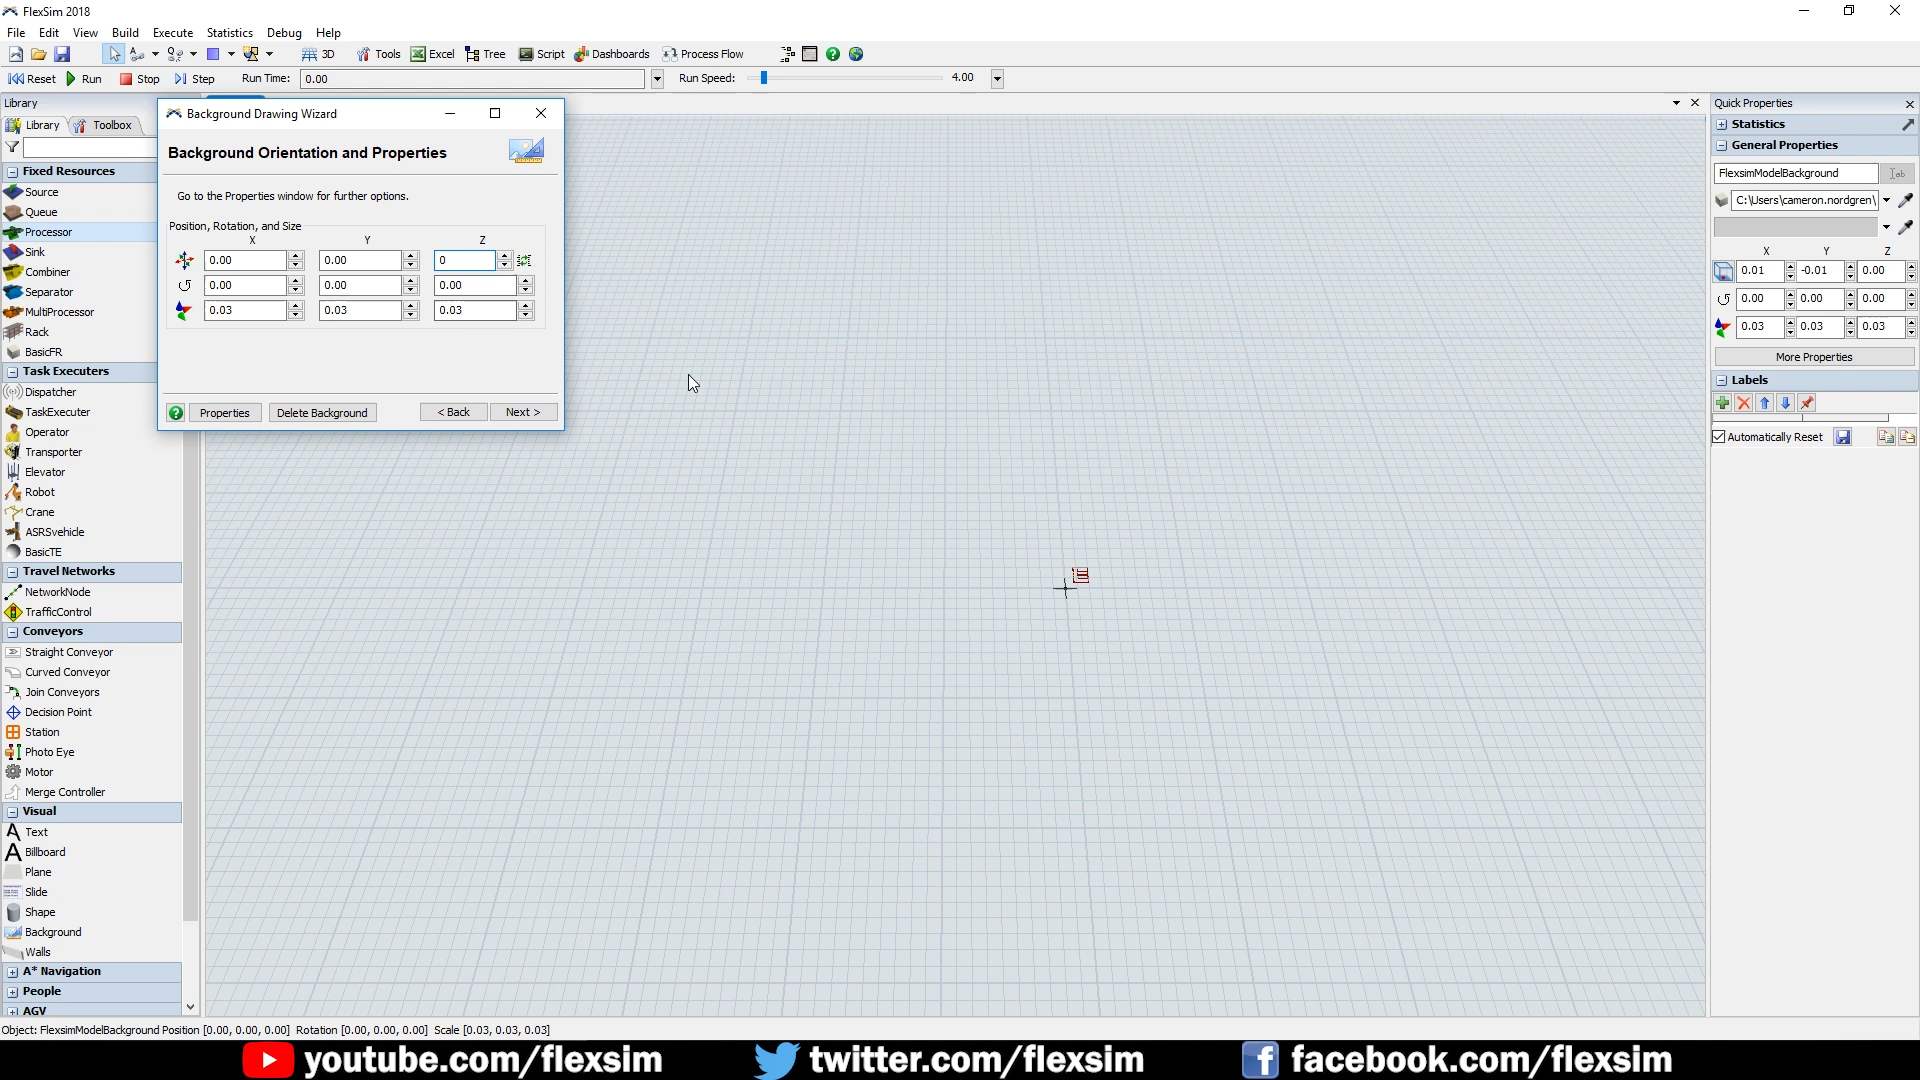 FlexSim 2018
File Edit View Build Execute Statistics Debug Help
3D Tools Excel Tree Script Dashboards Process Flow
Reset Run Stop Step Run Time: 0.00 Run Speed: 4.00
Library
Library Toolbox
Fixed Resources
Source
Queue
Processor
Sink
Combiner
Separator
MultiProcessor
Rack
BasicFR
Task Executers
Dispatcher
TaskExecuter
Operator
Transporter
Elevator
Robot
Crane
ASRSvehicle
BasicTE
Travel Networks
NetworkNode
TrafficControl
Conveyors
Straight Conveyor
Curved Conveyor
Join Conveyors
Decision Point
Station
Photo Eye
Motor
Merge Controller
Visual
Text
Billboard
Plane
Slide
Shape
Background
Walls
A* Navigation
People
AGV
Background Drawing Wizard
Background Orientation and Properties
Go to the Properties window for further options.
Position, Rotation, and Size
X Y Z
0.00 0.00 0
0.00 0.00 0.00
0.03 0.03 0.03
Properties Delete Background < Back Next >
Quick Properties
Statistics
General Properties
FlexsimModelBackground
C:\Users\cameron.nordgren\
X Y Z
0.01 -0.01 0.00
0.00 0.00 0.00
0.03 0.03 0.03
More Properties
Labels
Automatically Reset
Object: FlexsimModelBackground Position [0.00, 0.00, 0.00] Rotation [0.00, 0.00, 0.00] Scale [0.03, 0.03, 0.03]
youtube.com/flexsim twitter.com/flexsim facebook.com/flexsim